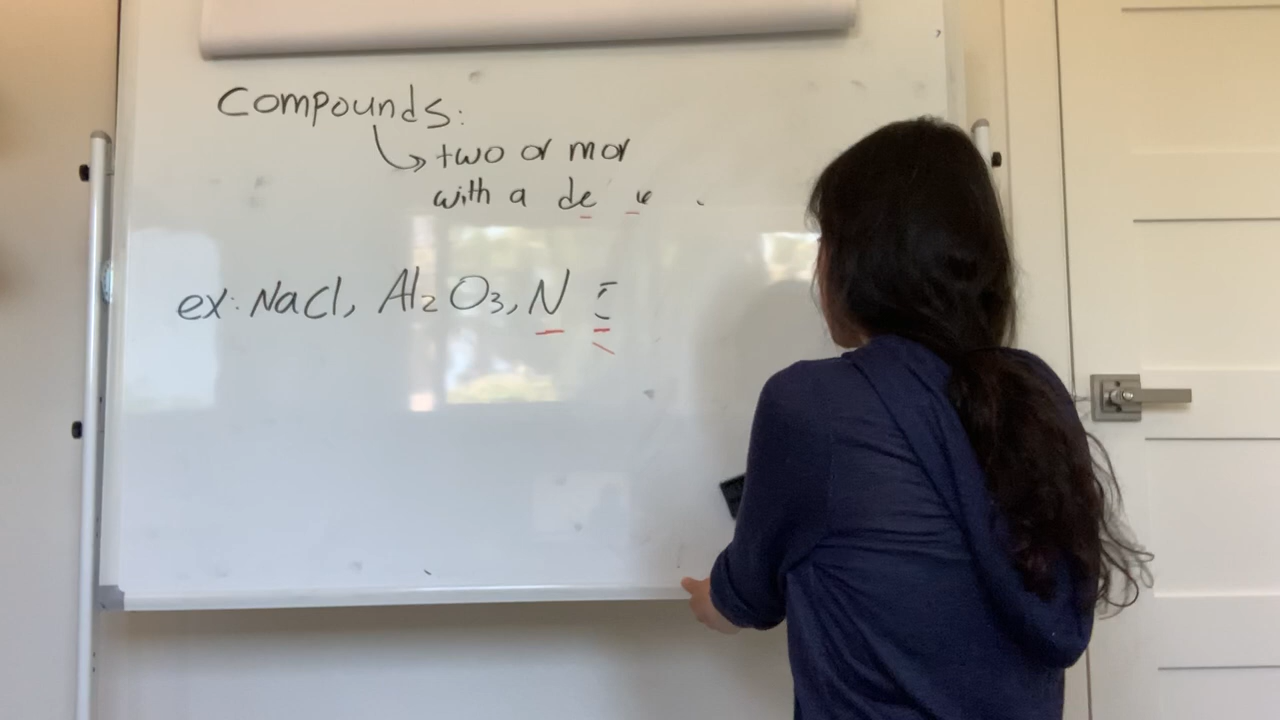 Compounds:
two or mor
with a de
ex: NaCl, Al2O3, N